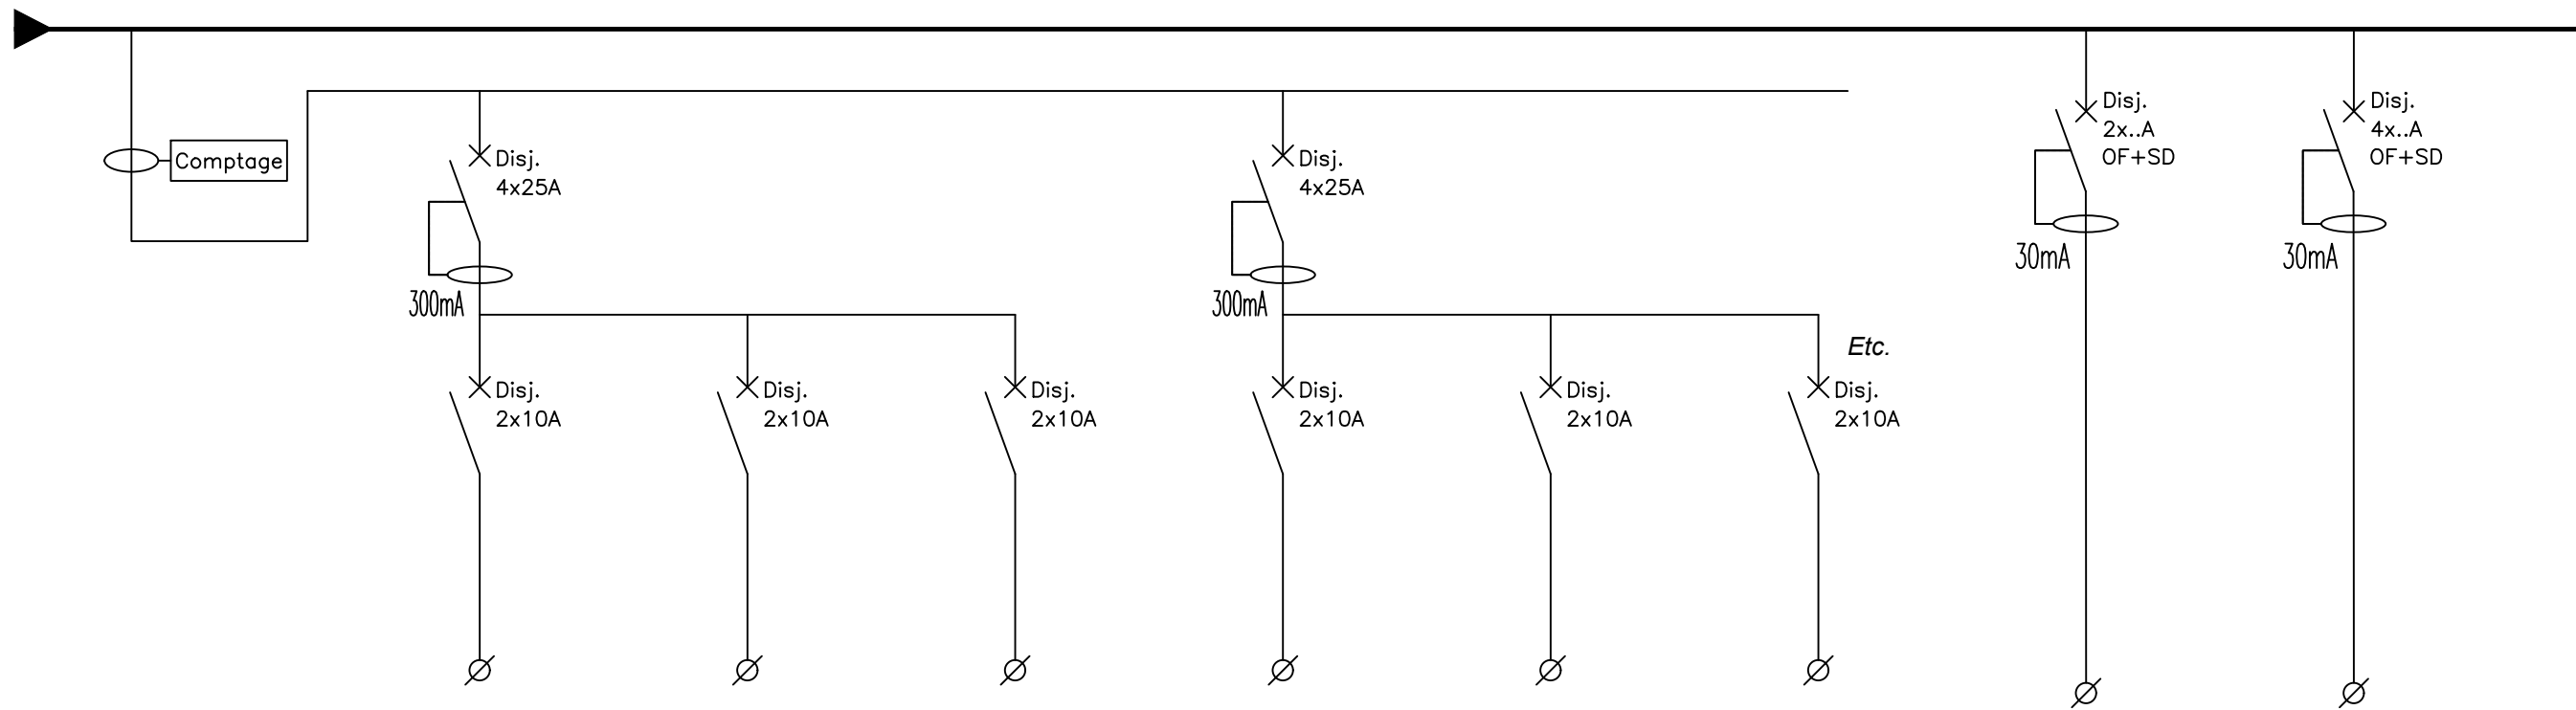 Comptage
Disj.
4x25A
300mA
Disj.
4x25A
300mA
Disj.
2x..A
OF+SD
30mA
Disj.
4x..A
OF+SD
30mA
Etc.
Disj.
2x10A
Disj.
2x10A
Disj.
2x10A
Disj.
2x10A
Disj.
2x10A
Disj.
2x10A